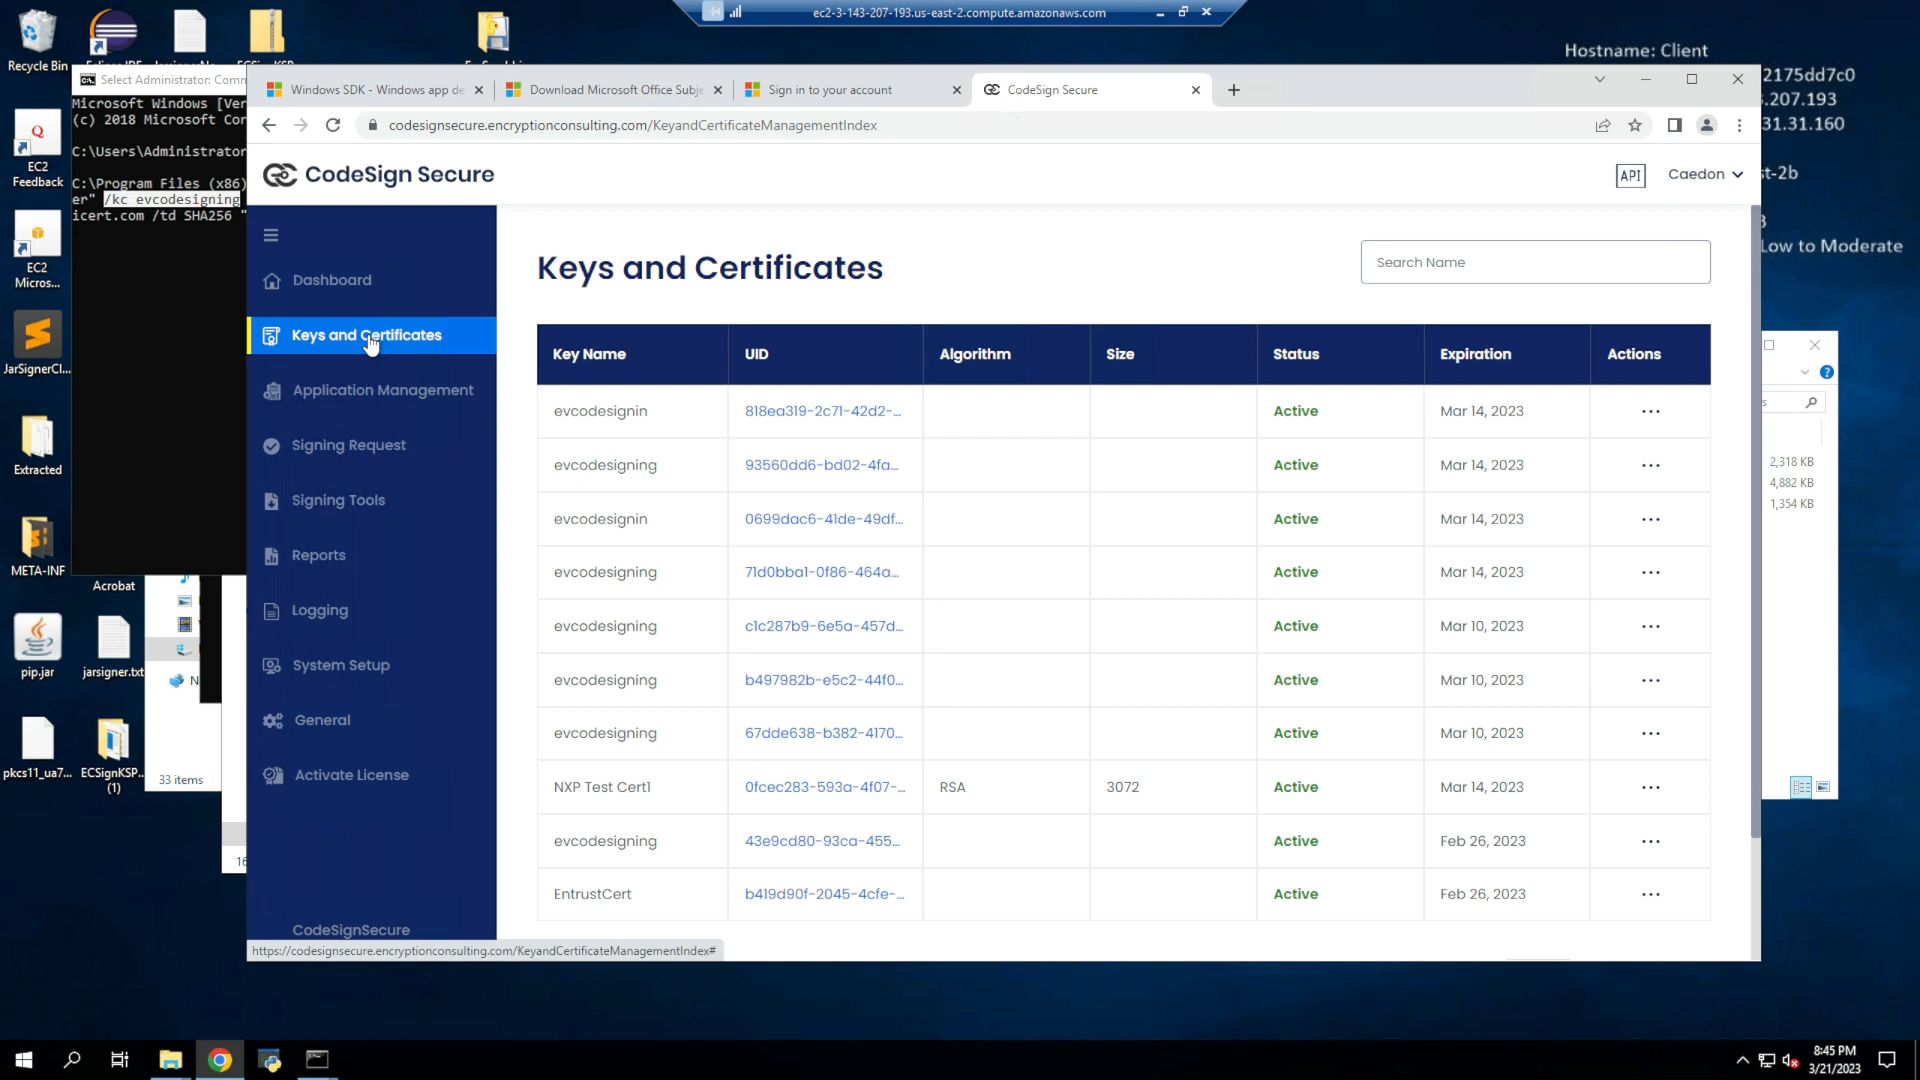 ec2-3-143-207-193.us-east-2.compute.amazonaws.com
Hostname: Client
2175dd7c0
.207.193
31.31.160
st-2b
Low to Moderate
Recycle Bin
EC2
Feedback
EC2
Micros...
JarSignerCl...
Extracted
META-INF
Acrobat
pip.jar
jarsigner.txt
pkcs11_ua7...
ECSignKSP...
(1)
Select Administrator: Comm
Microsoft Windows [Ver
(c) 2018 Microsoft Cor
C:\Users\Administrator
C:\Program Files (x86)
er" /kc evcodesigning
icert.com /td SHA256 "
33 items
16
Windows SDK - Windows app de
Download Microsoft Office Subje
Sign in to your account
CodeSign Secure
codesignsecure.encryptionconsulting.com/KeyandCertificateManagementIndex
CodeSign Secure
API
Caedon
Dashboard
Keys and Certificates
Application Management
Signing Request
Signing Tools
Reports
Logging
System Setup
General
Activate License
CodeSignSecure
Keys and Certificates
Search Name
Key Name UID Algorithm Size Status Expiration Actions
evcodesignin 818ea319-2c71-42d2-... Active Mar 14, 2023 ...
evcodesigning 93560dd6-bd02-4fa... Active Mar 14, 2023 ...
evcodesignin 0699dac6-41de-49df... Active Mar 14, 2023 ...
evcodesigning 71d0bba1-0f86-464a... Active Mar 14, 2023 ...
evcodesigning c1c287b9-6e5a-457d... Active Mar 10, 2023 ...
evcodesigning b497982b-e5c2-44f0... Active Mar 10, 2023 ...
evcodesigning 67dde638-b382-4170... Active Mar 10, 2023 ...
NXP Test Cert1 0fcec283-593a-4f07-... RSA 3072 Active Mar 14, 2023 ...
evcodesigning 43e9cd80-93ca-455... Active Feb 26, 2023 ...
EntrustCert b419d90f-2045-4cfe-... Active Feb 26, 2023 ...
https://codesignsecure.encryptionconsulting.com/KeyandCertificateManagementIndex#
2,318 KB
4,882 KB
1,354 KB
8:45 PM
3/21/2023